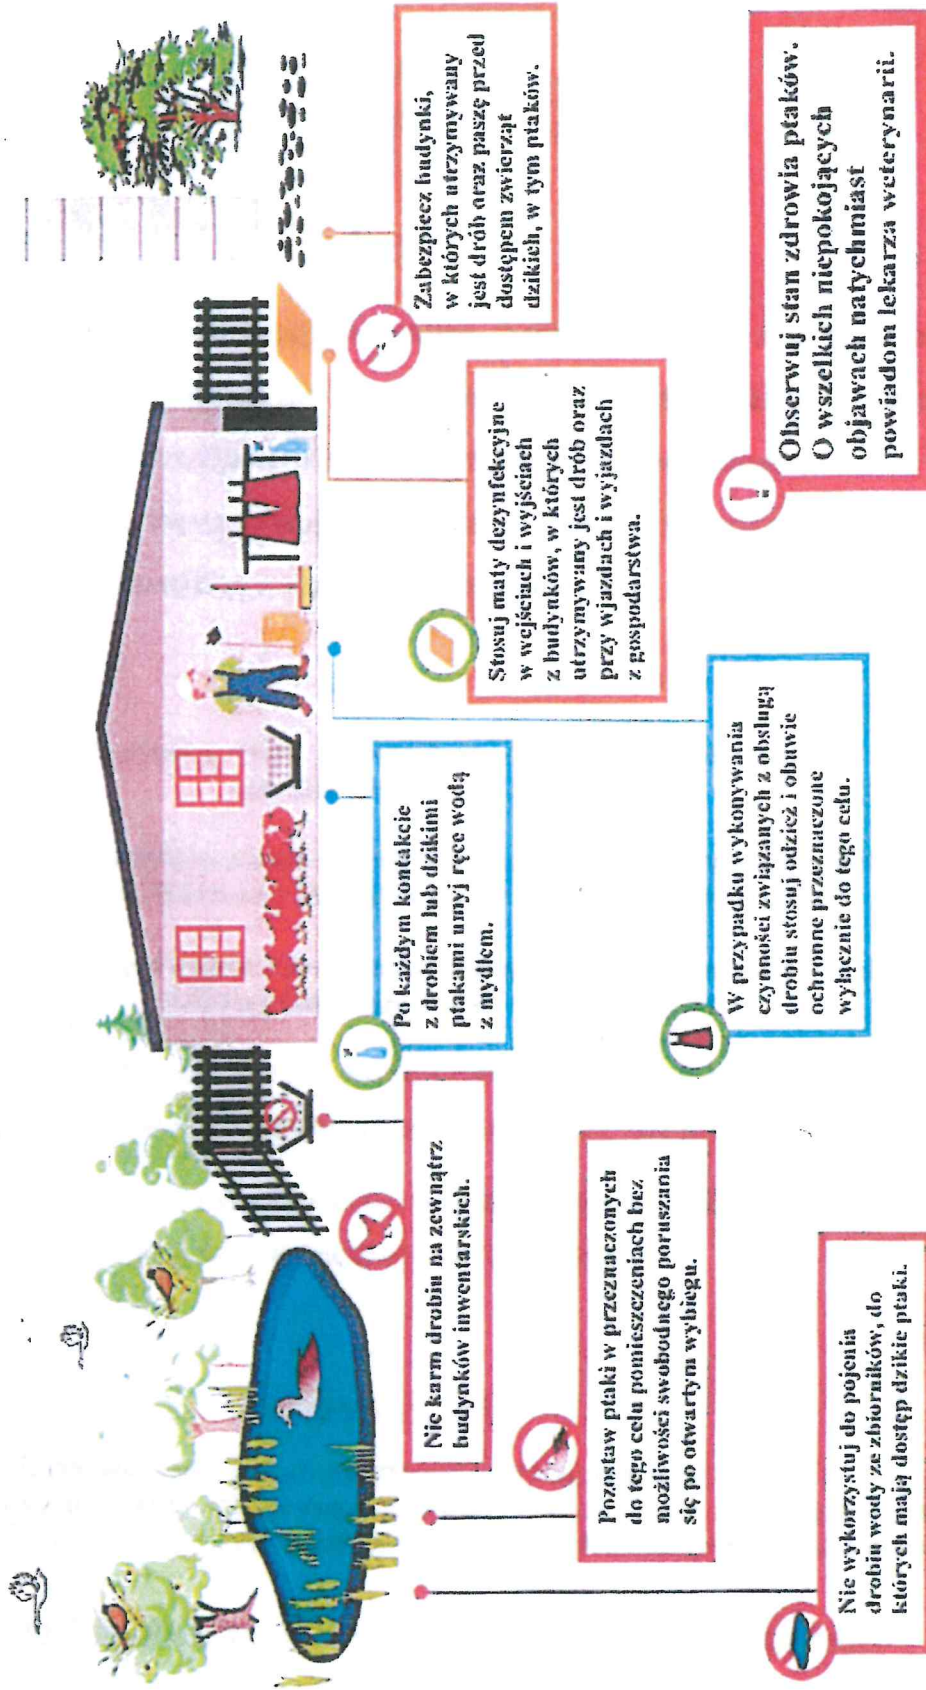 Nie wykorzystuj do pojenia
drobiu wody ze zbiorników, do
których mają dostęp dzikie ptaki.
Pozostaw ptaki w przeznaczonych
do tego celu pomieszczeniach bez
możliwości swobodnego poruszania
się po otwartym wybiegu.
Nie karm drobiu na zewnątrz
budynków inwentarskich.
Po każdym kontakcie
z drobiem lub dzikimi
ptakami umyj ręce wodą
z mydłem.
W przypadku wykonywania
czynności związanych z obsługą
drobiu stosuj odzież i obuwie
ochronne przeznaczone
wyłącznie do tego celu.
Stosuj maty dezynfekcyjne
w wejściach i wyjściach
z budynków, w których
utrzymywany jest drób oraz
przy wjazdach i wyjazdach
z gospodarstwa.
Zabezpiecz budynki,
w których utrzymywany
jest drób oraz paszę przed
dostępem zwierząt
dzikich, w tym ptaków.
Obserwuj stan zdrowia ptaków.
O wszelkich niepokojących
objawach natychmiast
powiadom lekarza weterynarii.